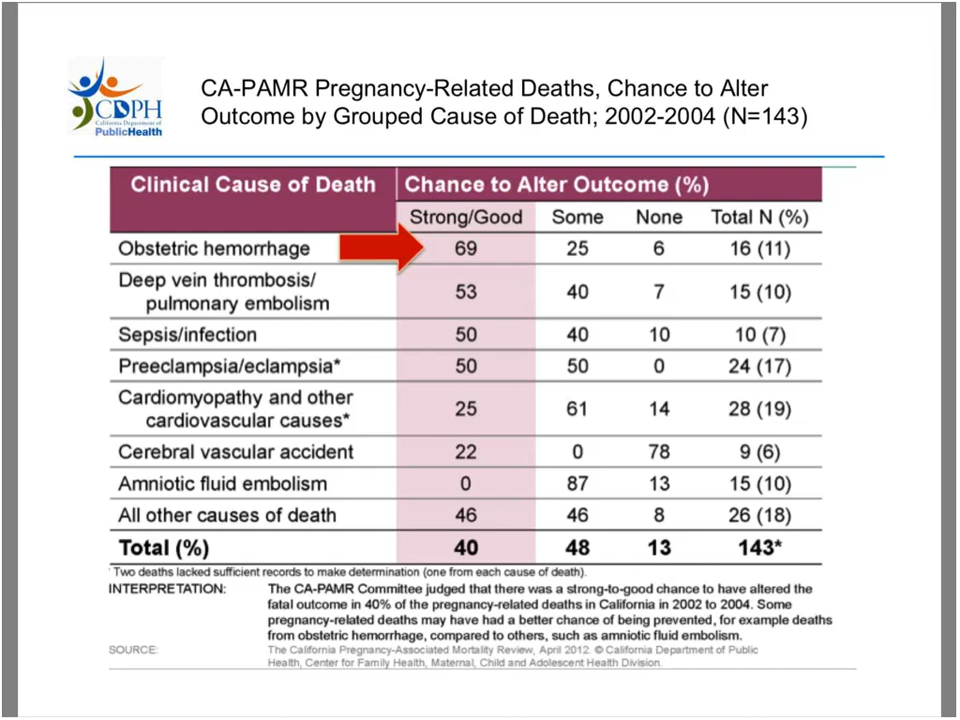 CDPH
California Department of
PublicHealth
CA-PAMR Pregnancy-Related Deaths, Chance to Alter
Outcome by Grouped Cause of Death; 2002-2004 (N=143)
Clinical Cause of Death Chance to Alter Outcome (%)
Strong/Good Some None Total N (%)
Obstetric hemorrhage 69 25 6 16 (11)
Deep vein thrombosis/
pulmonary embolism 53 40 7 15 (10)
Sepsis/infection 50 40 10 10 (7)
Preeclampsia/eclampsia* 50 50 0 24 (17)
Cardiomyopathy and other
cardiovascular causes* 25 61 14 28 (19)
Cerebral vascular accident 22 0 78 9 (6)
Amniotic fluid embolism 0 87 13 15 (10)
All other causes of death 46 46 8 26 (18)
Total (%) 40 48 13 143*
* Two deaths lacked sufficient records to make determination (one from each cause of death).
INTERPRETATION: The CA-PAMR Committee judged that there was a strong-to-good chance to have altered the
fatal outcome in 40% of the pregnancy-related deaths in California in 2002 to 2004. Some
pregnancy-related deaths may have had a better chance of being prevented, for example deaths
from obstetric hemorrhage, compared to others, such as amniotic fluid embolism.
SOURCE: The California Pregnancy-Associated Mortality Review, April 2012. © California Department of Public
Health, Center for Family Health, Maternal, Child and Adolescent Health Division.